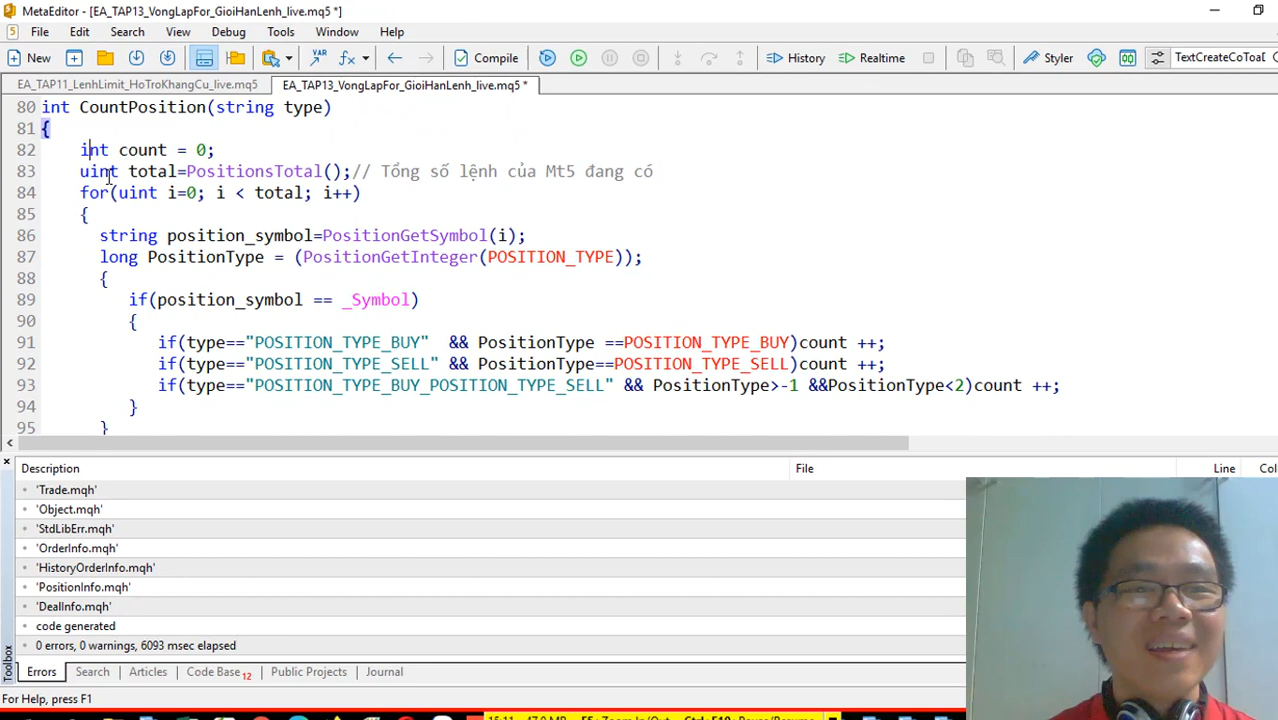 MetaEditor - [EA_TAP13_VongLapFor_GioiHanLenh_live.mq5 *]
File Edit Search View Debug Tools Window Help
New Compile History Realtime Styler TextCreateCoToaD
EA_TAP11_LenhLimit_HoTroKhangCu_live.mq5 EA_TAP13_VongLapFor_GioiHanLenh_live.mq5 *
80 int CountPosition(string type)
81 {
82 int count = 0;
83 uint total=PositionsTotal();// Tổng số lệnh của Mt5 đang có
84 for(uint i=0; i < total; i++)
85 {
86 string position_symbol=PositionGetSymbol(i);
87 long PositionType = (PositionGetInteger(POSITION_TYPE));
88 {
89 if(position_symbol == _Symbol)
90 {
91 if(type=="POSITION_TYPE_BUY" && PositionType ==POSITION_TYPE_BUY)count ++;
92 if(type=="POSITION_TYPE_SELL" && PositionType==POSITION_TYPE_SELL)count ++;
93 if(type=="POSITION_TYPE_BUY_POSITION_TYPE_SELL" && PositionType>-1 &&PositionType<2)count ++;
94 }
95 }
Description File Line Col
'Trade.mqh'
'Object.mqh'
'StdLibErr.mqh'
'OrderInfo.mqh'
'HistoryOrderInfo.mqh'
'PositionInfo.mqh'
'DealInfo.mqh'
code generated
0 errors, 0 warnings, 6093 msec elapsed
Toolbox
Errors Search Articles Code Base 12 Public Projects Journal
For Help, press F1